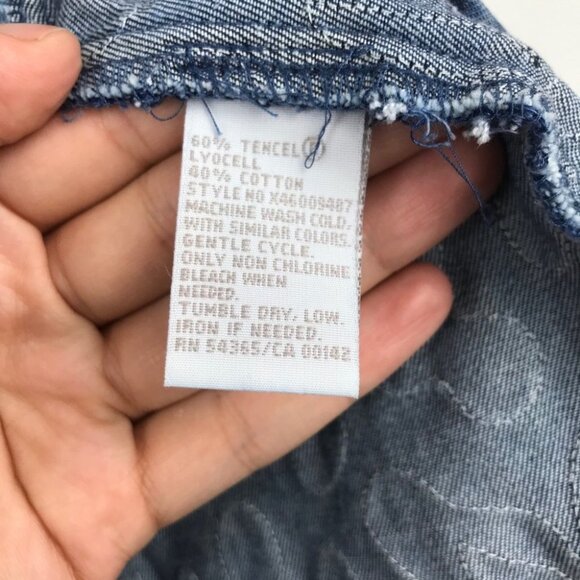 60% TENCEL®
LYOCELL
40% COTTON
STYLE NO X46009487
MACHINE WASH COLD,
WITH SIMILAR COLORS.
GENTLE CYCLE.
ONLY NON CHLORINE
BLEACH WHEN
NEEDED.
TUMBLE DRY, LOW.
IRON IF NEEDED.
RN 54365/CA 00142